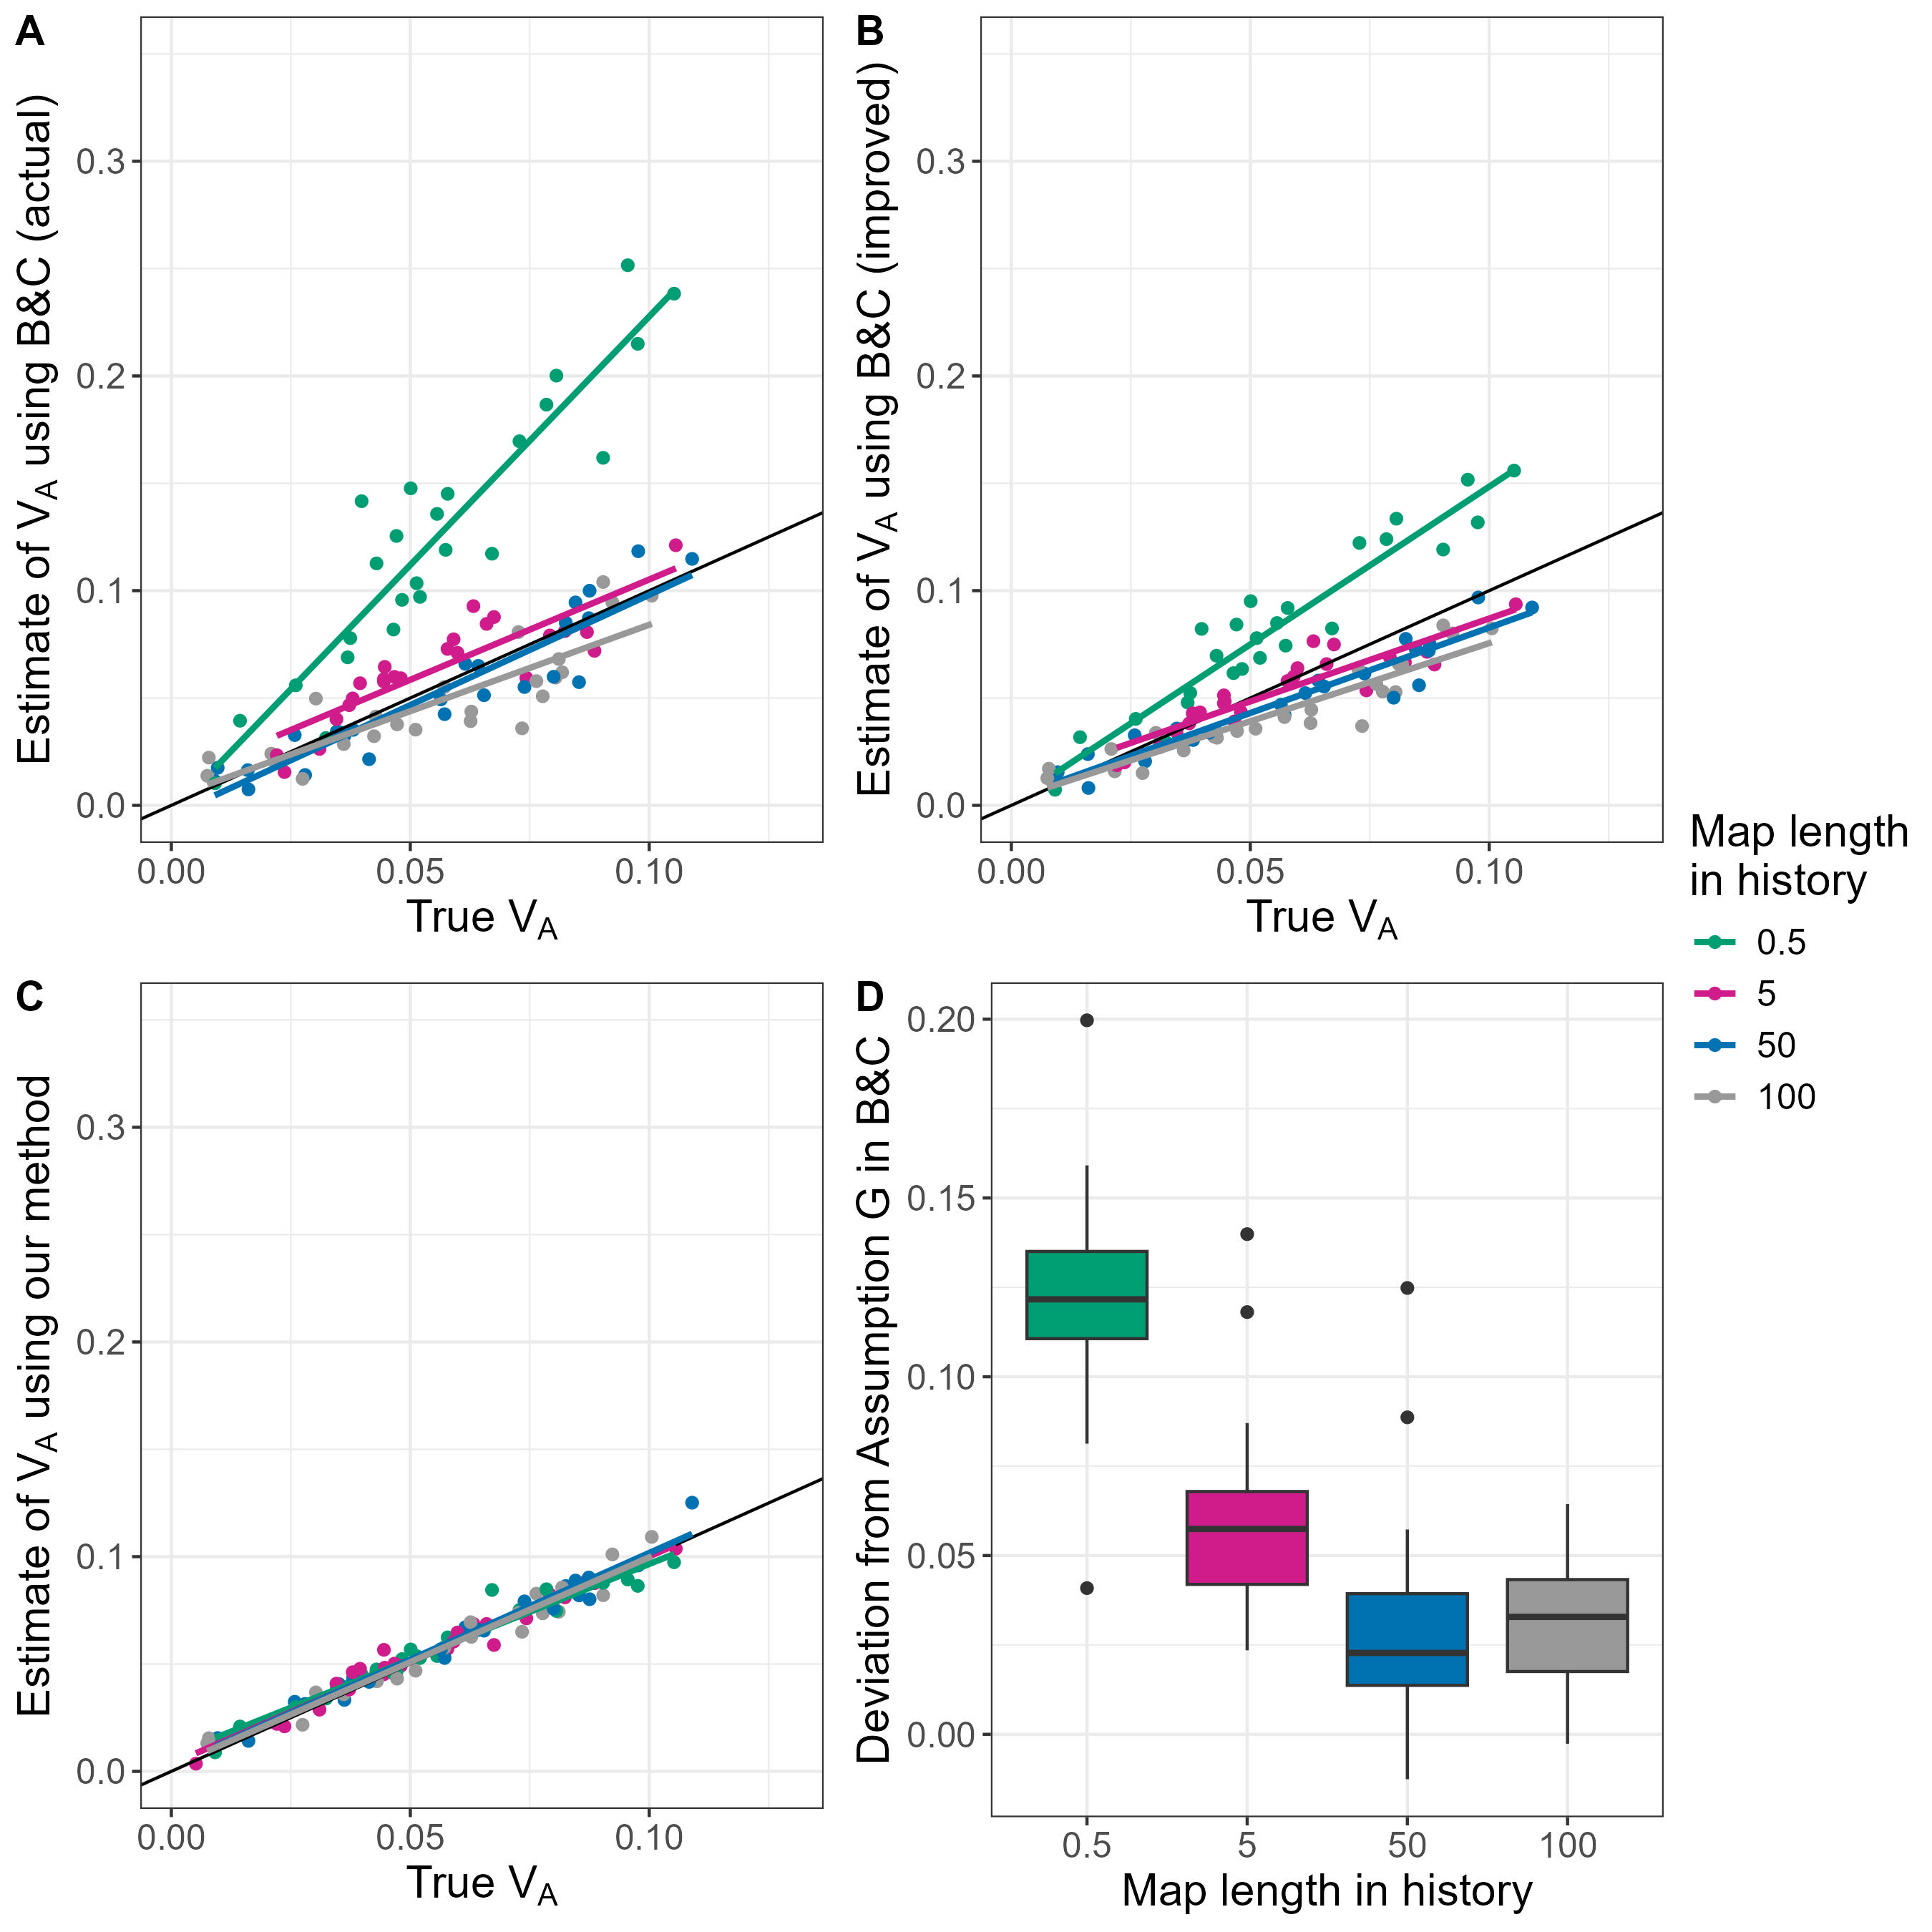 A
Estimate of VA using B&C (actual)
0.3
0.2
0.1
0.0
0.00 0.05 0.10
True VA
B
Estimate of VA using B&C (improved)
0.3
0.2
0.1
0.0
0.00 0.05 0.10
True VA
C
Estimate of VA using our method
0.3
0.2
0.1
0.0
0.00 0.05 0.10
True VA
D
Deviation from Assumption G in B&C
0.20
0.15
0.10
0.05
0.00
0.5 5 50 100
Map length in history
Map length
in history
0.5
5
50
100